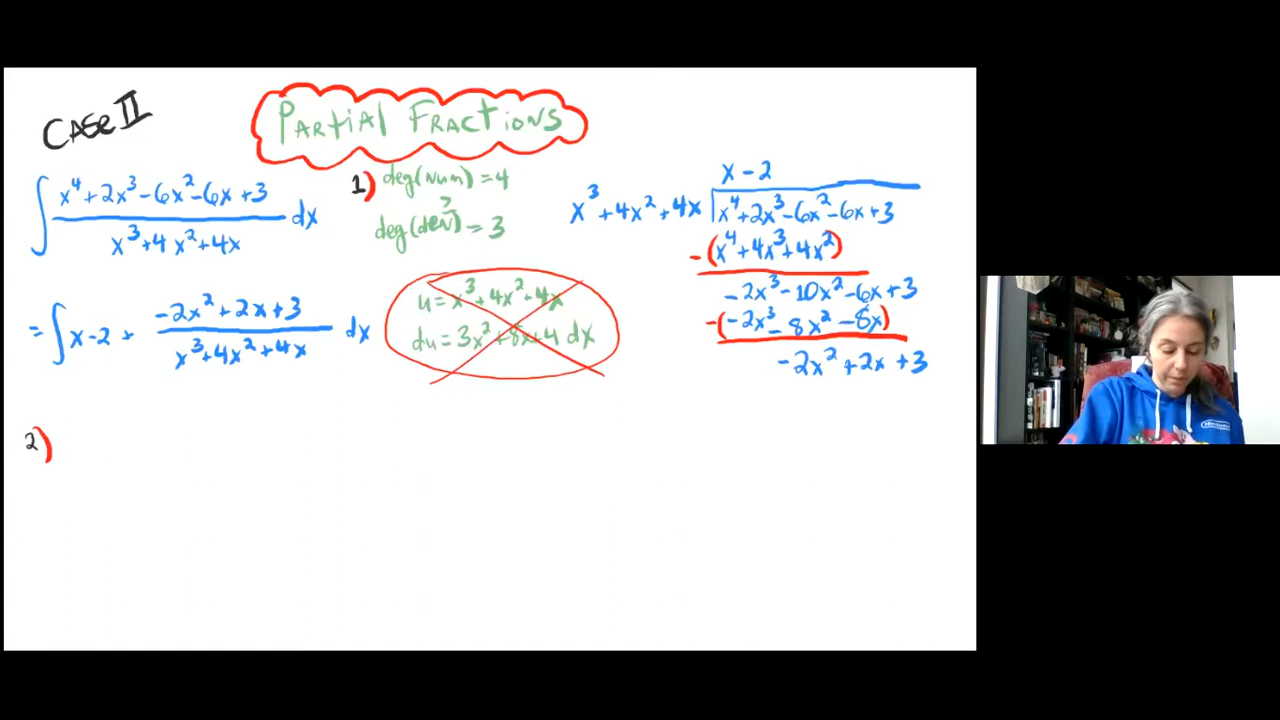 CASE II
PARTIAL FRACTIONS
∫ x⁴+2x³-6x²-6x+3 / x³+4x²+4x dx
1) deg(num) = 4
deg(den) = 3
x-2
x³+4x²+4x | x⁴+2x³-6x²-6x+3
-(x⁴+4x³+4x²)
-2x³-10x²-6x+3
-(-2x³-8x²-8x)
-2x²+2x+3
u = x³+4x²+4x
du = 3x²+8x+4 dx
= ∫ x-2 + -2x²+2x+3 / x³+4x²+4x dx
2)
Nintendo